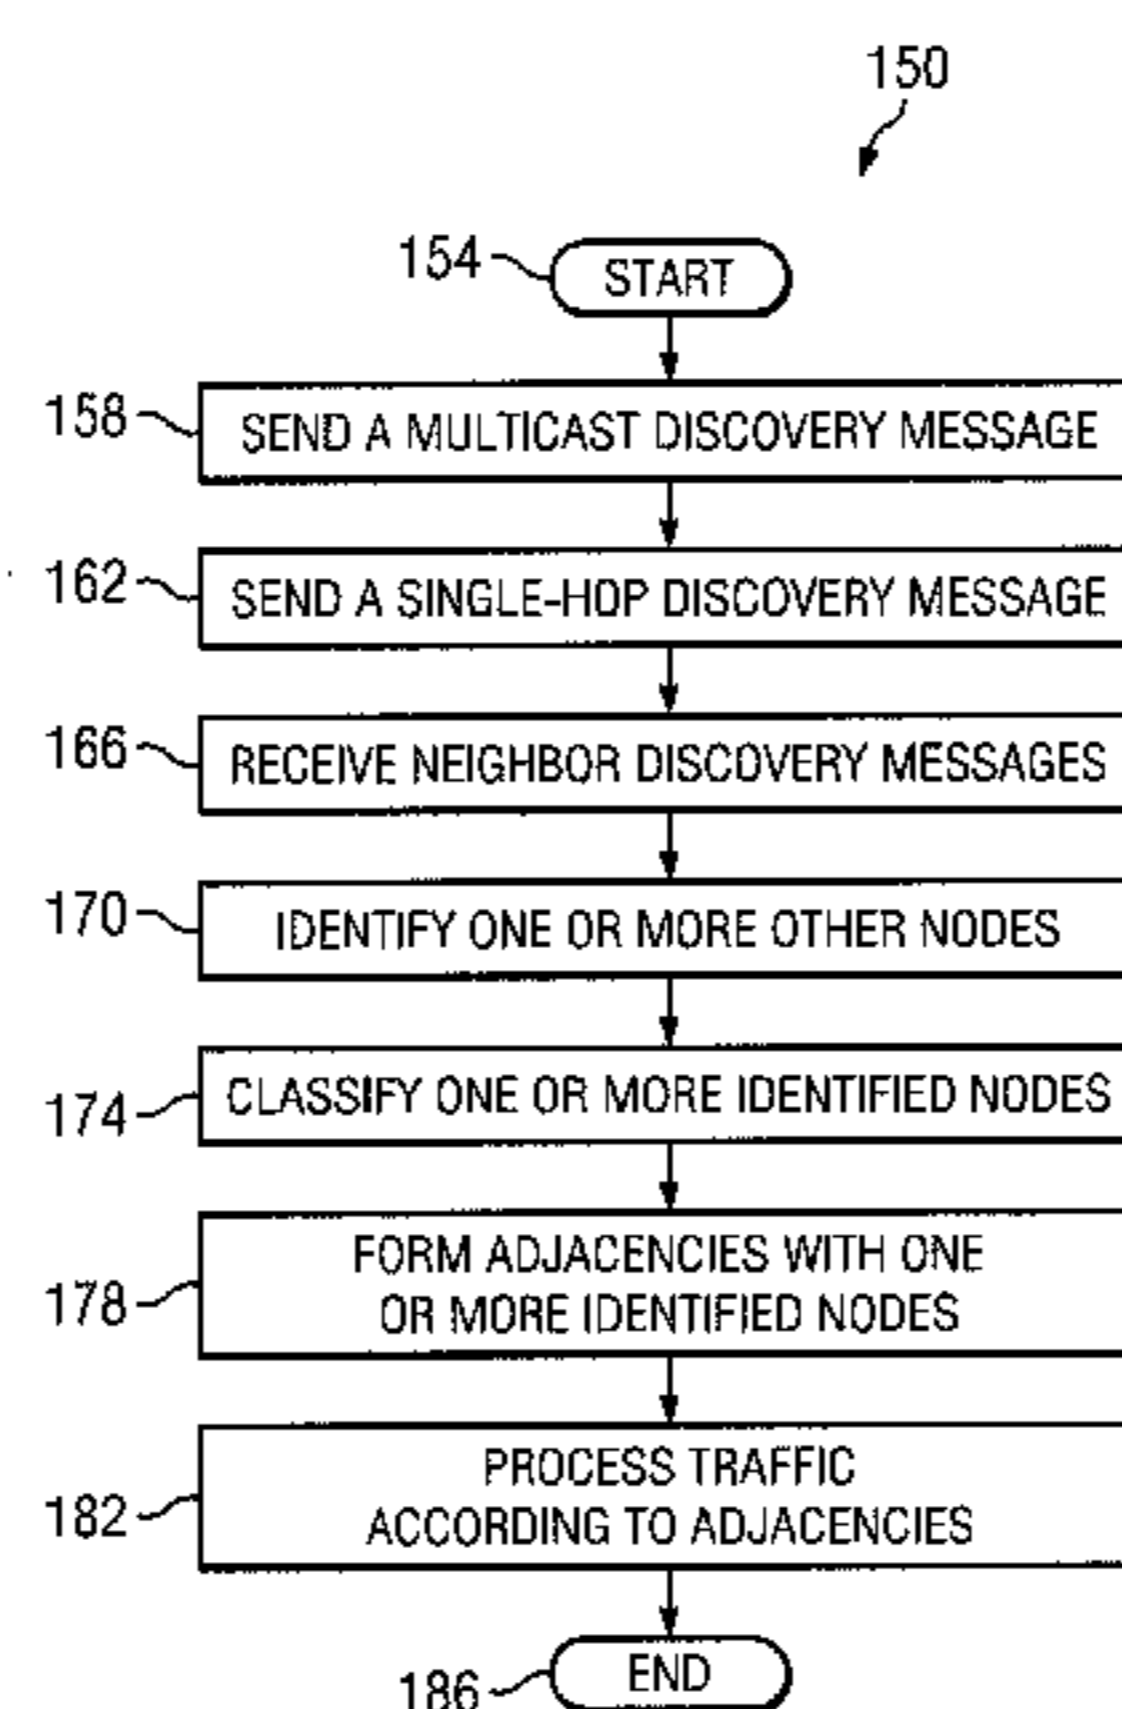 150
154
START
158
SEND A MULTICAST DISCOVERY MESSAGE
162
SEND A SINGLE-HOP DISCOVERY MESSAGE
166
RECEIVE NEIGHBOR DISCOVERY MESSAGES
170
IDENTIFY ONE OR MORE OTHER NODES
174
CLASSIFY ONE OR MORE IDENTIFIED NODES
178
FORM ADJACENCIES WITH ONE
OR MORE IDENTIFIED NODES
182
PROCESS TRAFFIC
ACCORDING TO ADJACENCIES
186
END